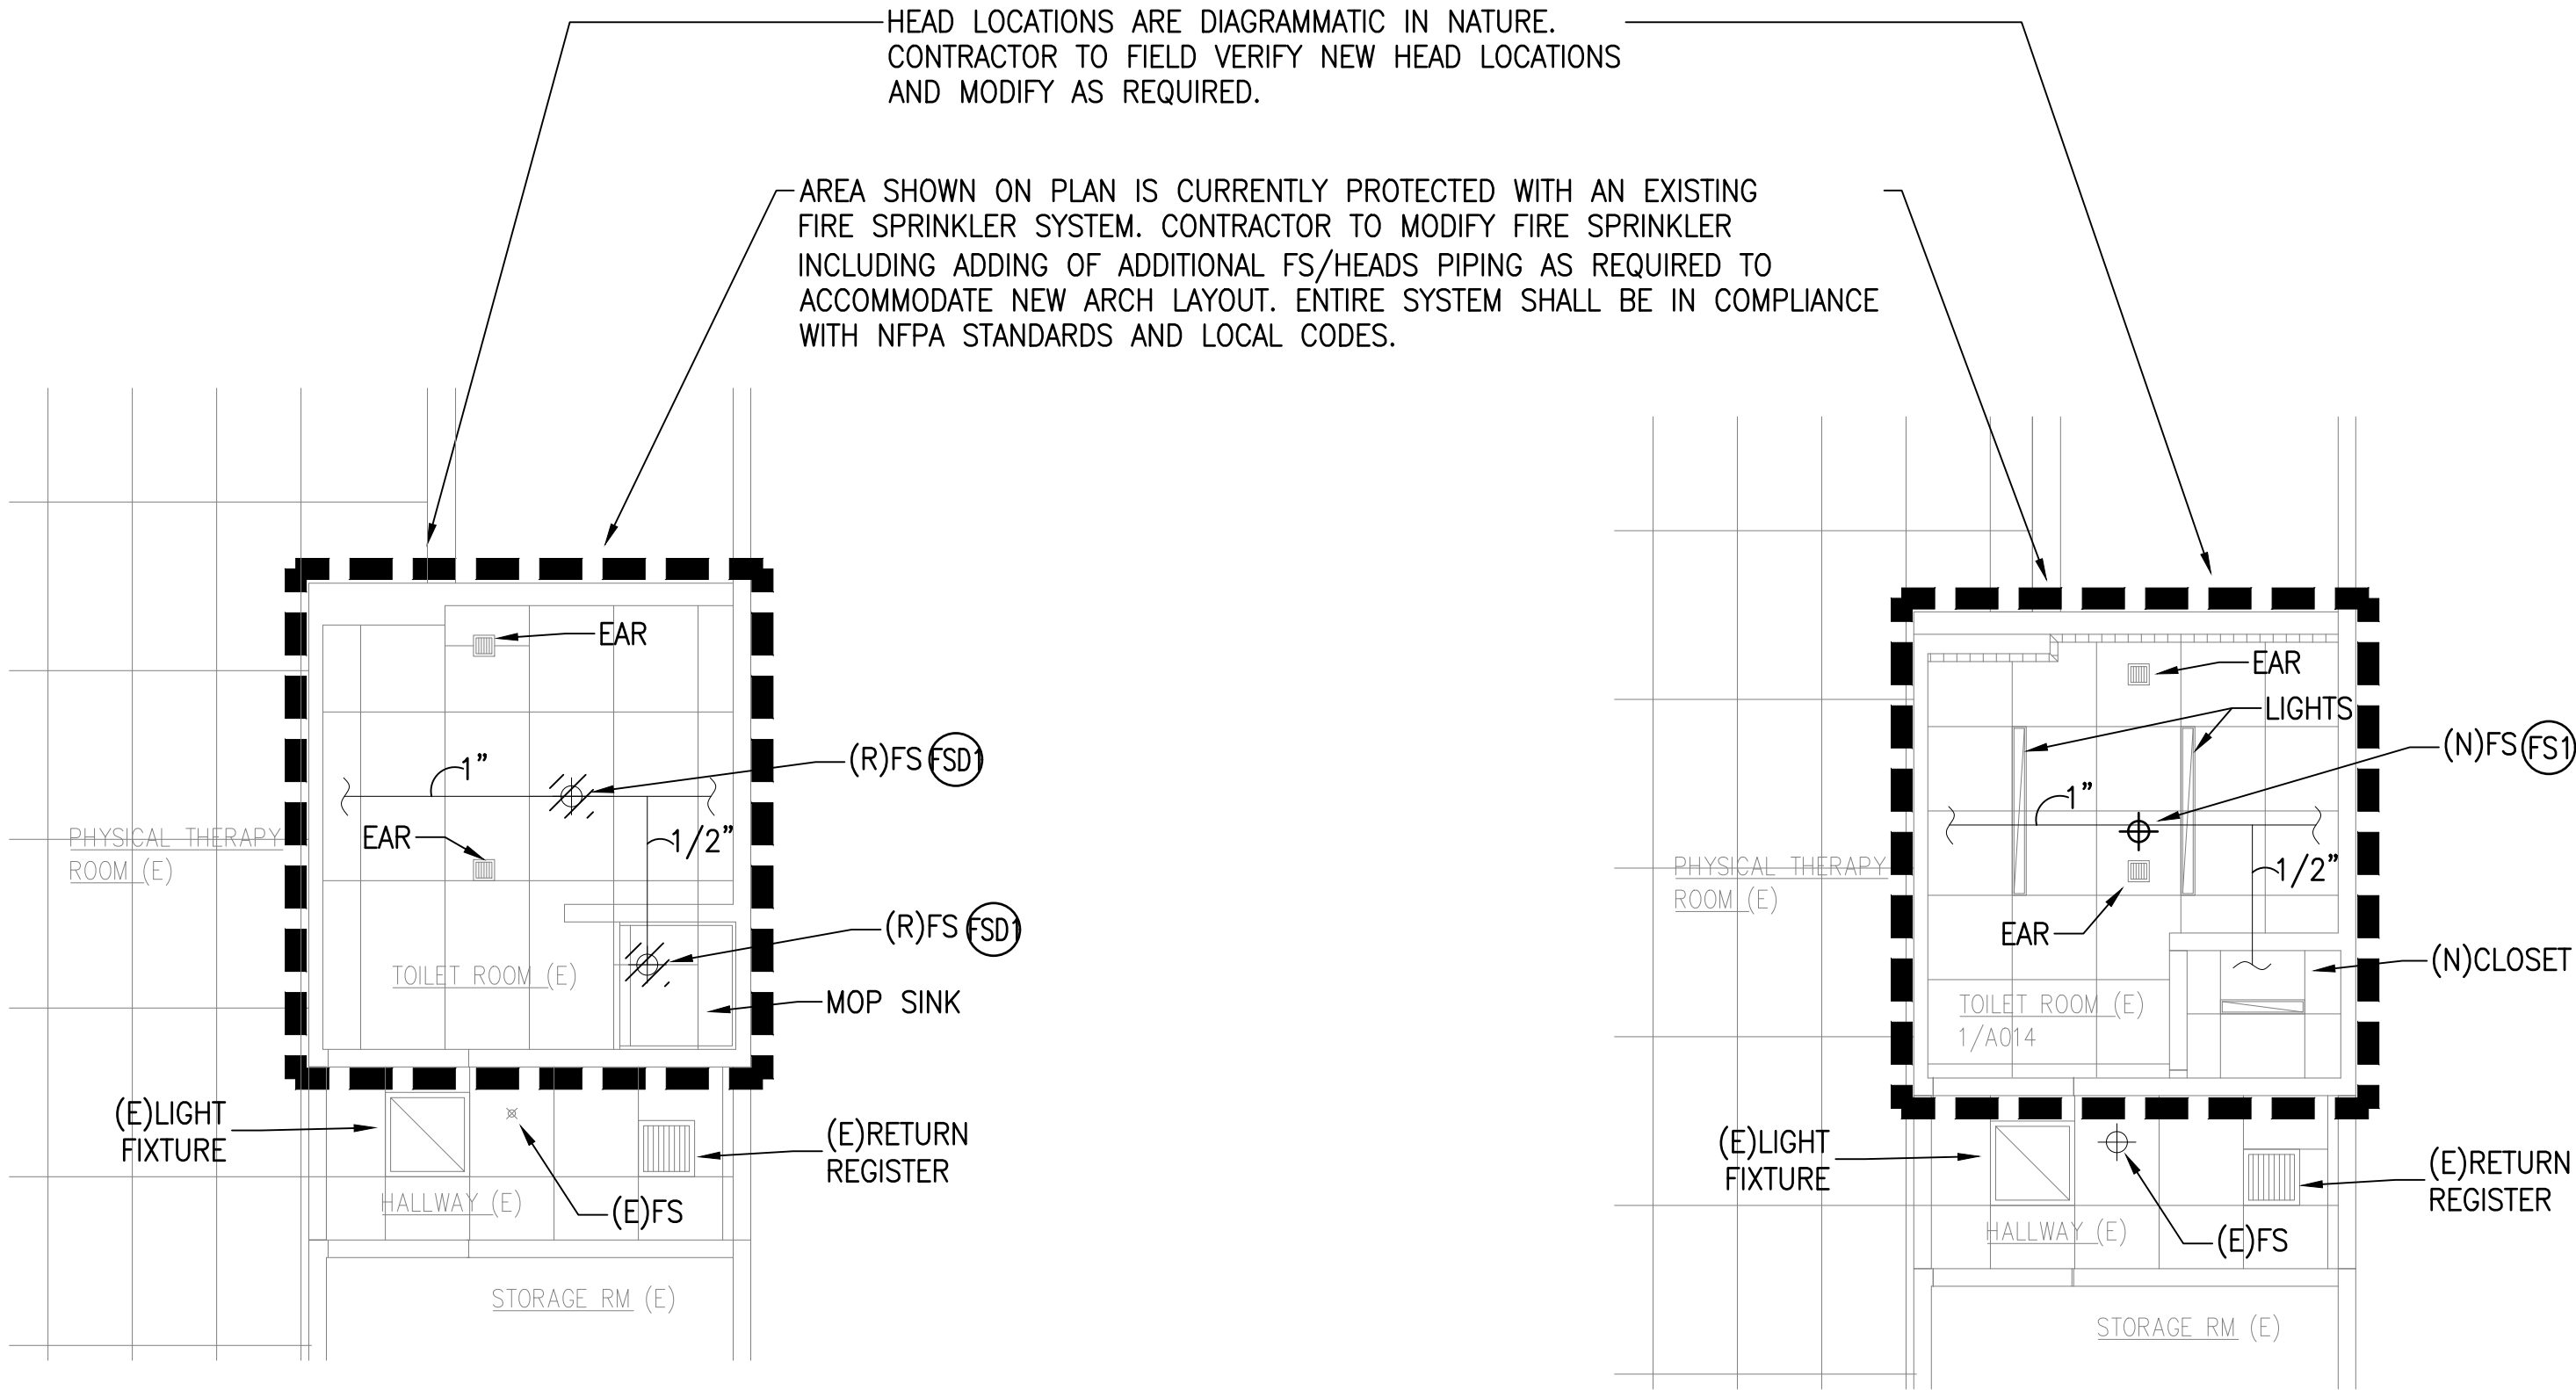 HEAD LOCATIONS ARE DIAGRAMMATIC IN NATURE.
CONTRACTOR TO FIELD VERIFY NEW HEAD LOCATIONS
AND MODIFY AS REQUIRED.
AREA SHOWN ON PLAN IS CURRENTLY PROTECTED WITH AN EXISTING
FIRE SPRINKLER SYSTEM. CONTRACTOR TO MODIFY FIRE SPRINKLER
INCLUDING ADDING OF ADDITIONAL FS/HEADS PIPING AS REQUIRED TO
ACCOMMODATE NEW ARCH LAYOUT. ENTIRE SYSTEM SHALL BE IN COMPLIANCE
WITH NFPA STANDARDS AND LOCAL CODES.
EAR
(R)FS FSD1
1"
EAR
1/2"
PHYSICAL THERAPY
ROOM (E)
(R)FS FSD1
TOILET ROOM (E)
MOP SINK
(E)LIGHT
FIXTURE
(E)RETURN
REGISTER
HALLWAY (E)
(E)FS
STORAGE RM (E)
EAR
LIGHTS
(N)FS FS1
1"
1/2"
PHYSICAL THERAPY
ROOM (E)
EAR
(N)CLOSET
TOILET ROOM (E)
1/A014
(E)LIGHT
FIXTURE
(E)RETURN
REGISTER
HALLWAY (E)
(E)FS
STORAGE RM (E)